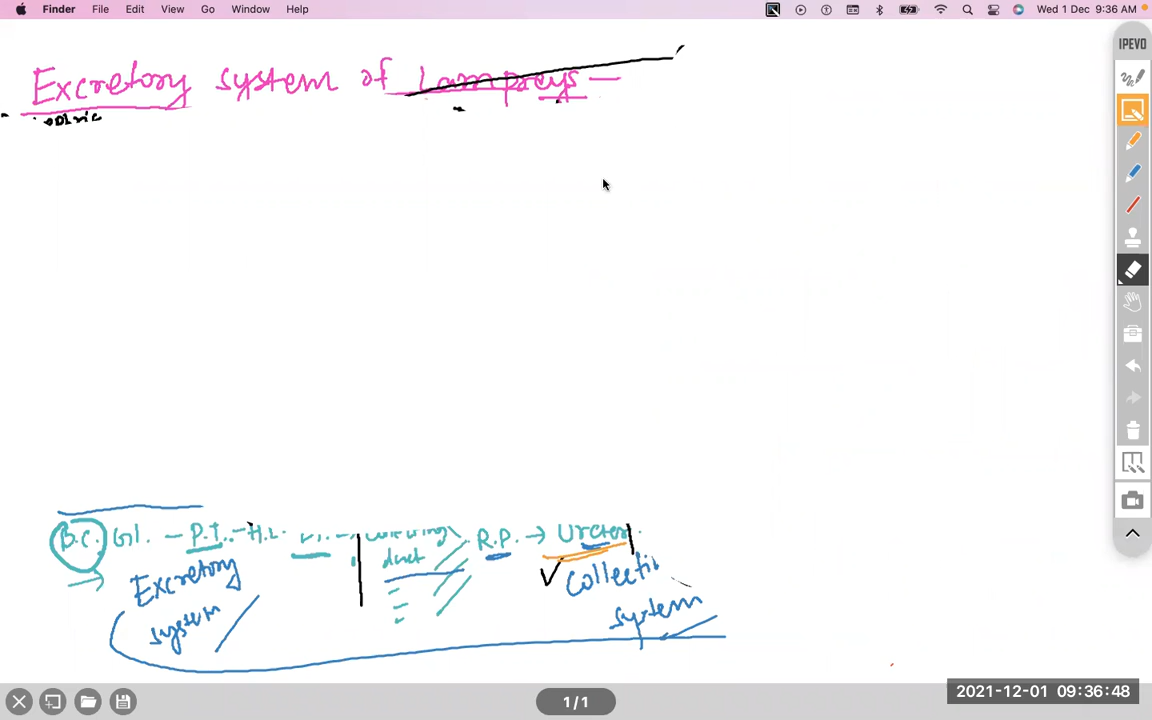 Finder File Edit View Go Window Help Wed 1 Dec 9:36 AM
IPEVO
Excretory system of Lampreys —
B.C. Gl. - P.T. - H.L. R.P. → Ureter
duct
Excretory
system
Collecti
system
1/1
2021-12-01 09:36:48